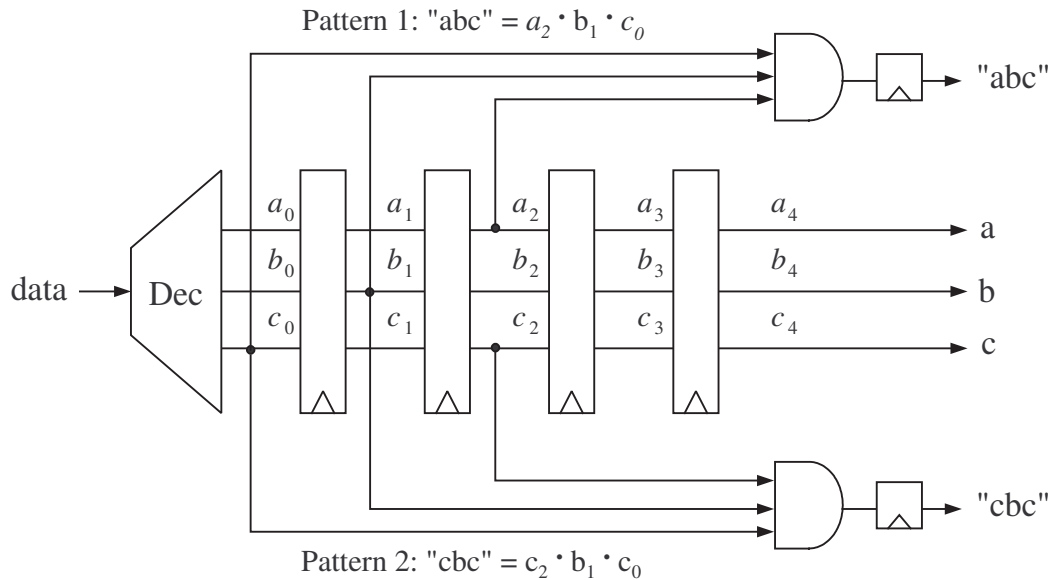 Pattern 1: "abc" = a₂ · b₁ · c₀
"abc"
a₀ a₁ a₂ a₃ a₄ a
b₀ b₁ b₂ b₃ b₄ b
data Dec
c₀ c₁ c₂ c₃ c₄ c
"cbc"
Pattern 2: "cbc" = c₂ · b₁ · c₀